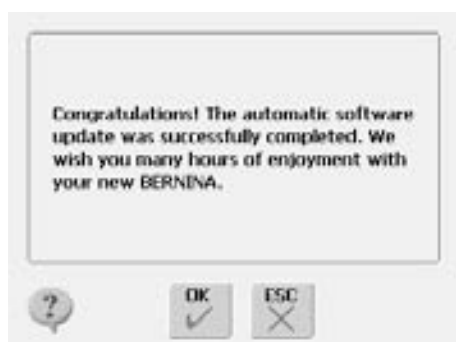 Congratulations! The automatic software
update was successfully completed. We
wish you many hours of enjoyment with
your new BERNINA.
?
OK
ESC